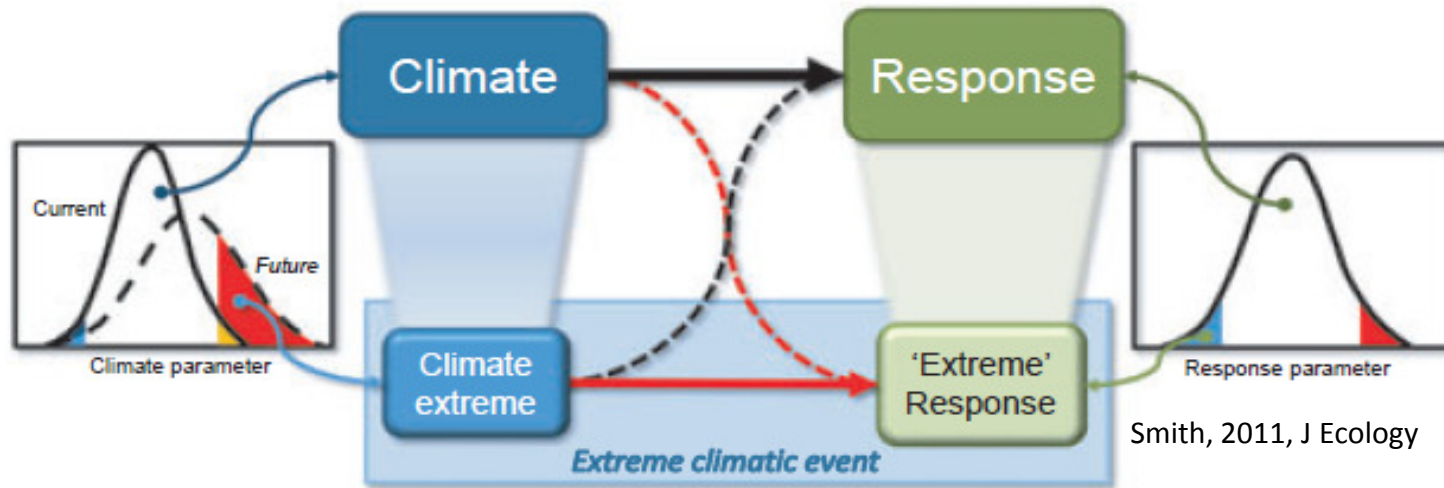 Climate
Response
Current
Future
Climate parameter
Response parameter
Climate
extreme
‘Extreme’
Response
Smith, 2011, J Ecology
Extreme climatic event